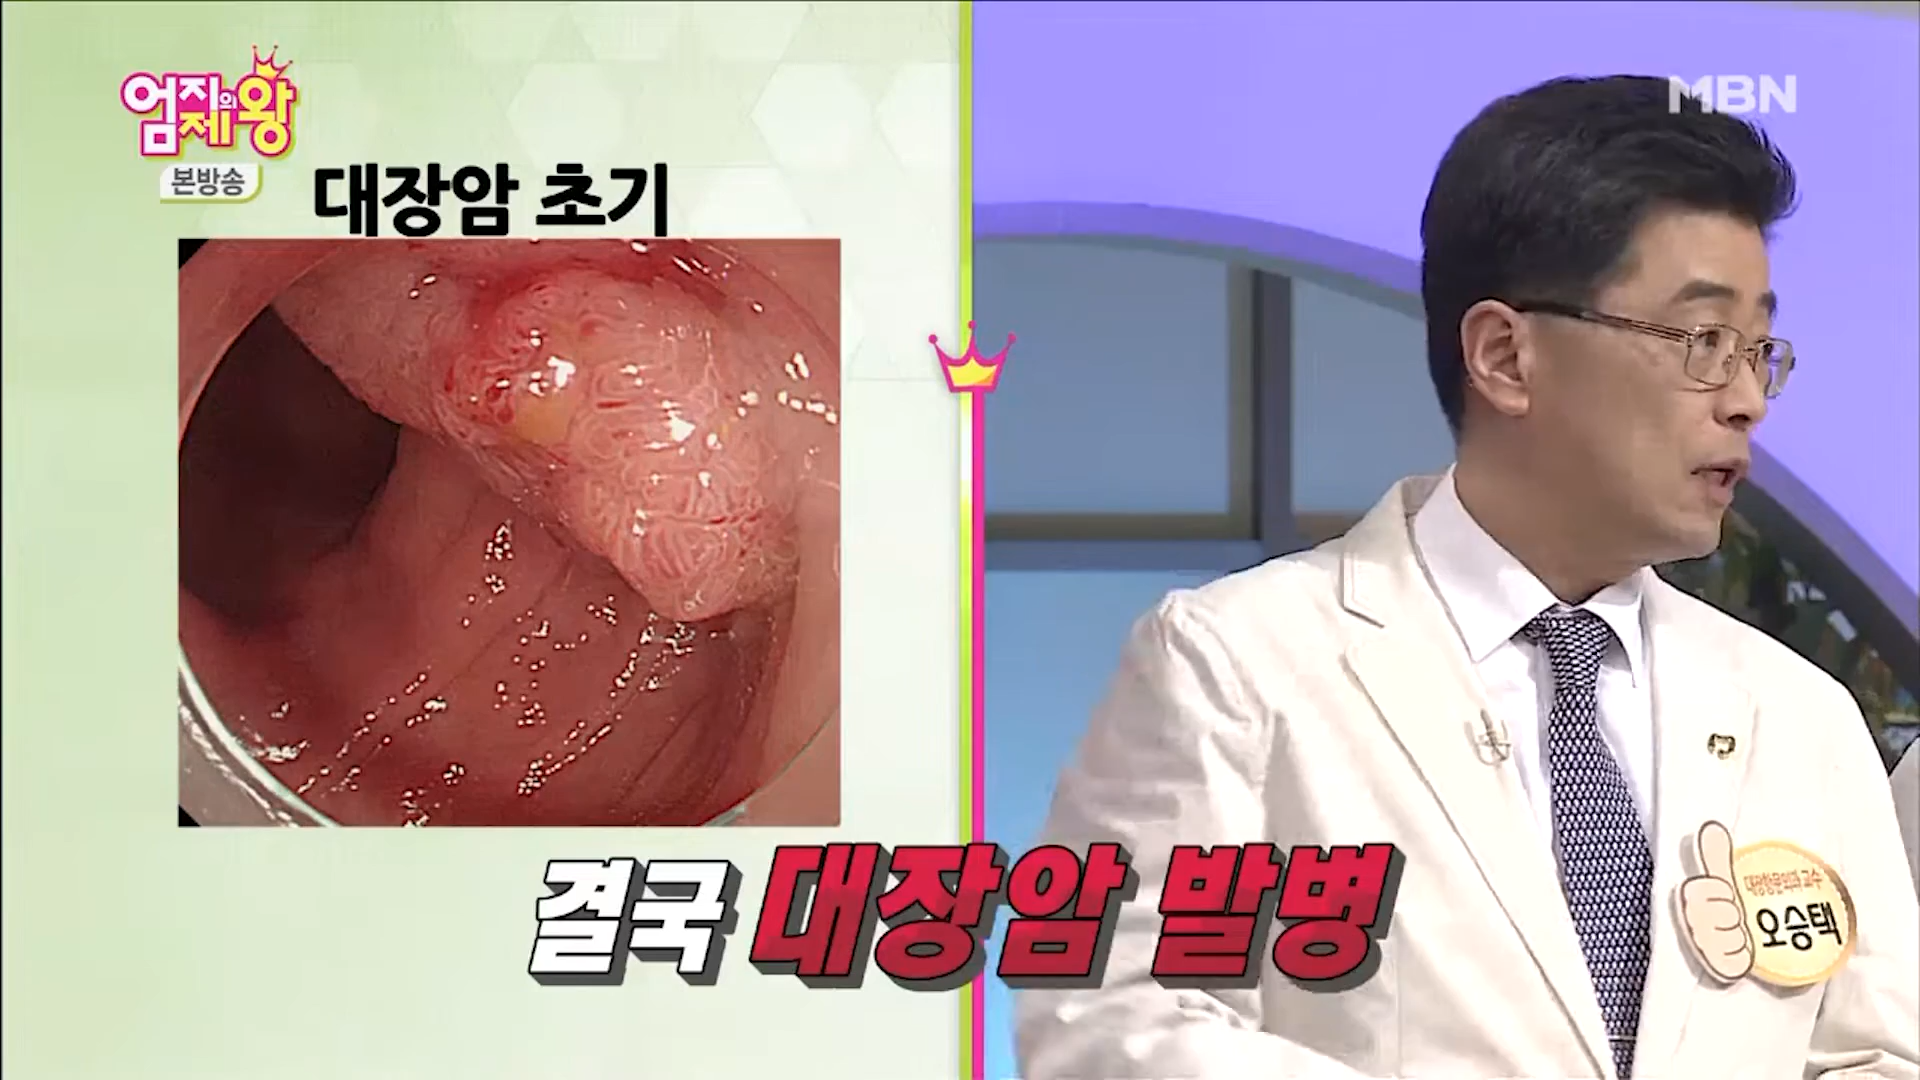 엄지의제왕
본방송
MBN
대장암 초기
결국 대장암 발병
대장항문외과 교수
오승택